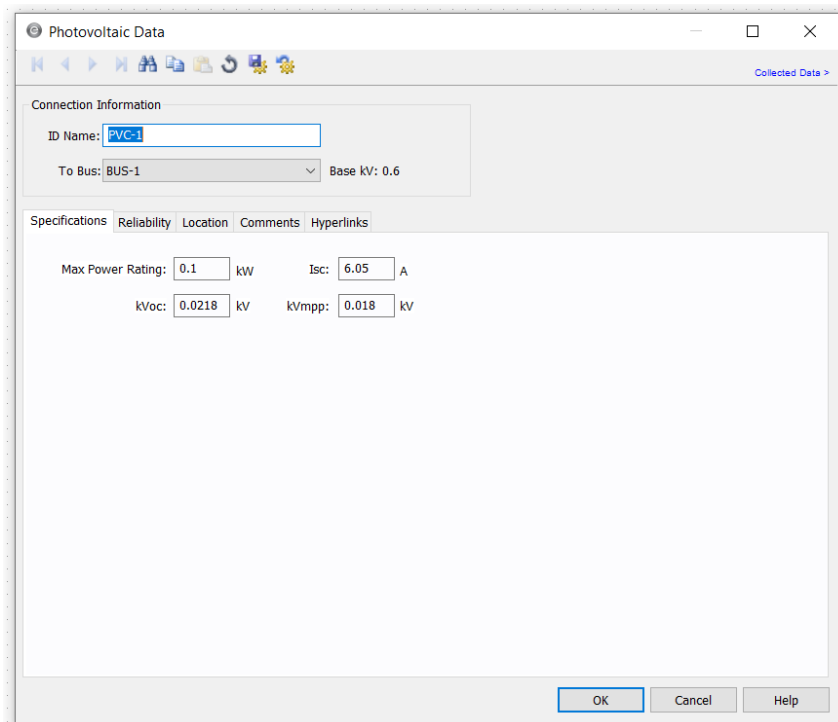 Photovoltaic Data
Collected Data >
Connection Information
ID Name: PVC-1
To Bus: BUS-1 Base kV: 0.6
Specifications Reliability Location Comments Hyperlinks
Max Power Rating: 0.1 kW Isc: 6.05 A
kVoc: 0.0218 kV kVmpp: 0.018 kV
OK Cancel Help